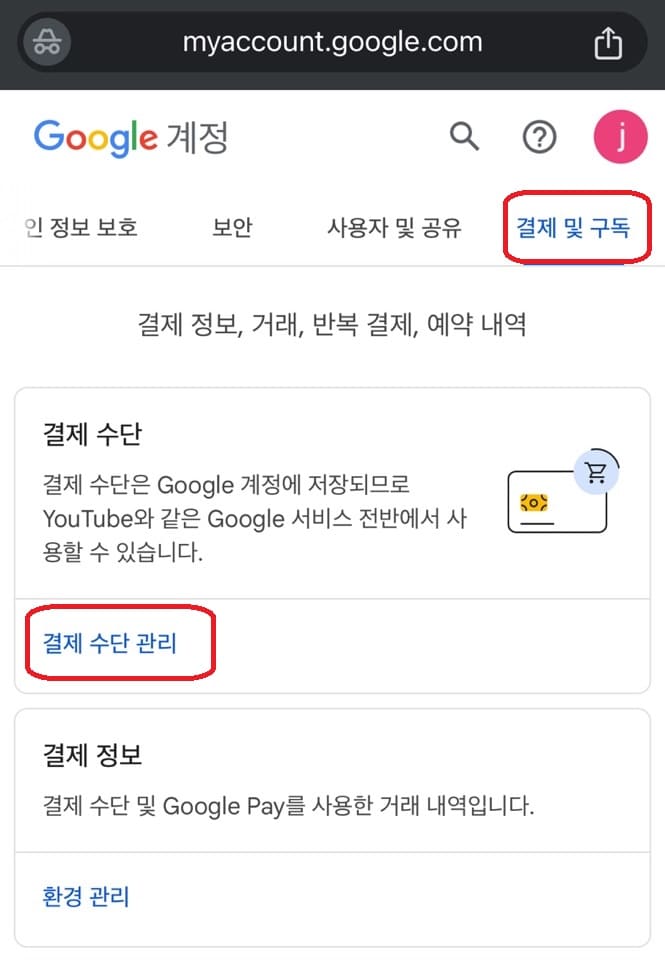 myaccount.google.com
Google 계정
j
인 정보 보호 보안 사용자 및 공유 결제 및 구독
결제 정보, 거래, 반복 결제, 예약 내역
결제 수단
결제 수단은 Google 계정에 저장되므로
YouTube와 같은 Google 서비스 전반에서 사
용할 수 있습니다.
결제 수단 관리
결제 정보
결제 수단 및 Google Pay를 사용한 거래 내역입니다.
환경 관리